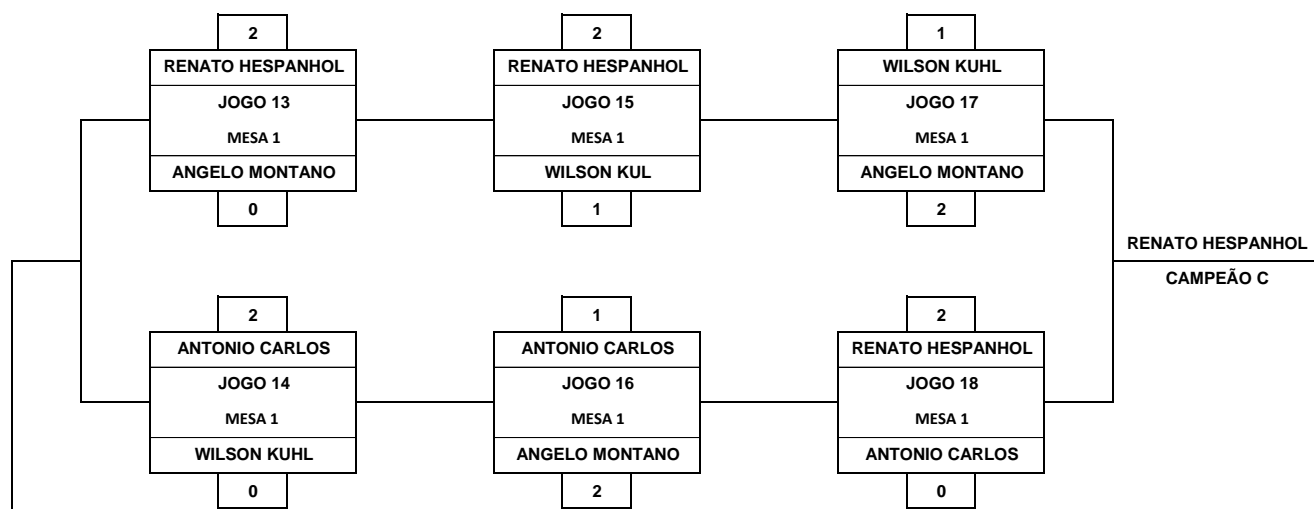 2
RENATO HESPANHOL
JOGO 13
MESA 1
ANGELO MONTANO
0
2
RENATO HESPANHOL
JOGO 15
MESA 1
WILSON KUL
1
1
WILSON KUHL
JOGO 17
MESA 1
ANGELO MONTANO
2
RENATO HESPANHOL
CAMPEÃO C
2
ANTONIO CARLOS
JOGO 14
MESA 1
WILSON KUHL
0
1
ANTONIO CARLOS
JOGO 16
MESA 1
ANGELO MONTANO
2
2
RENATO HESPANHOL
JOGO 18
MESA 1
ANTONIO CARLOS
0